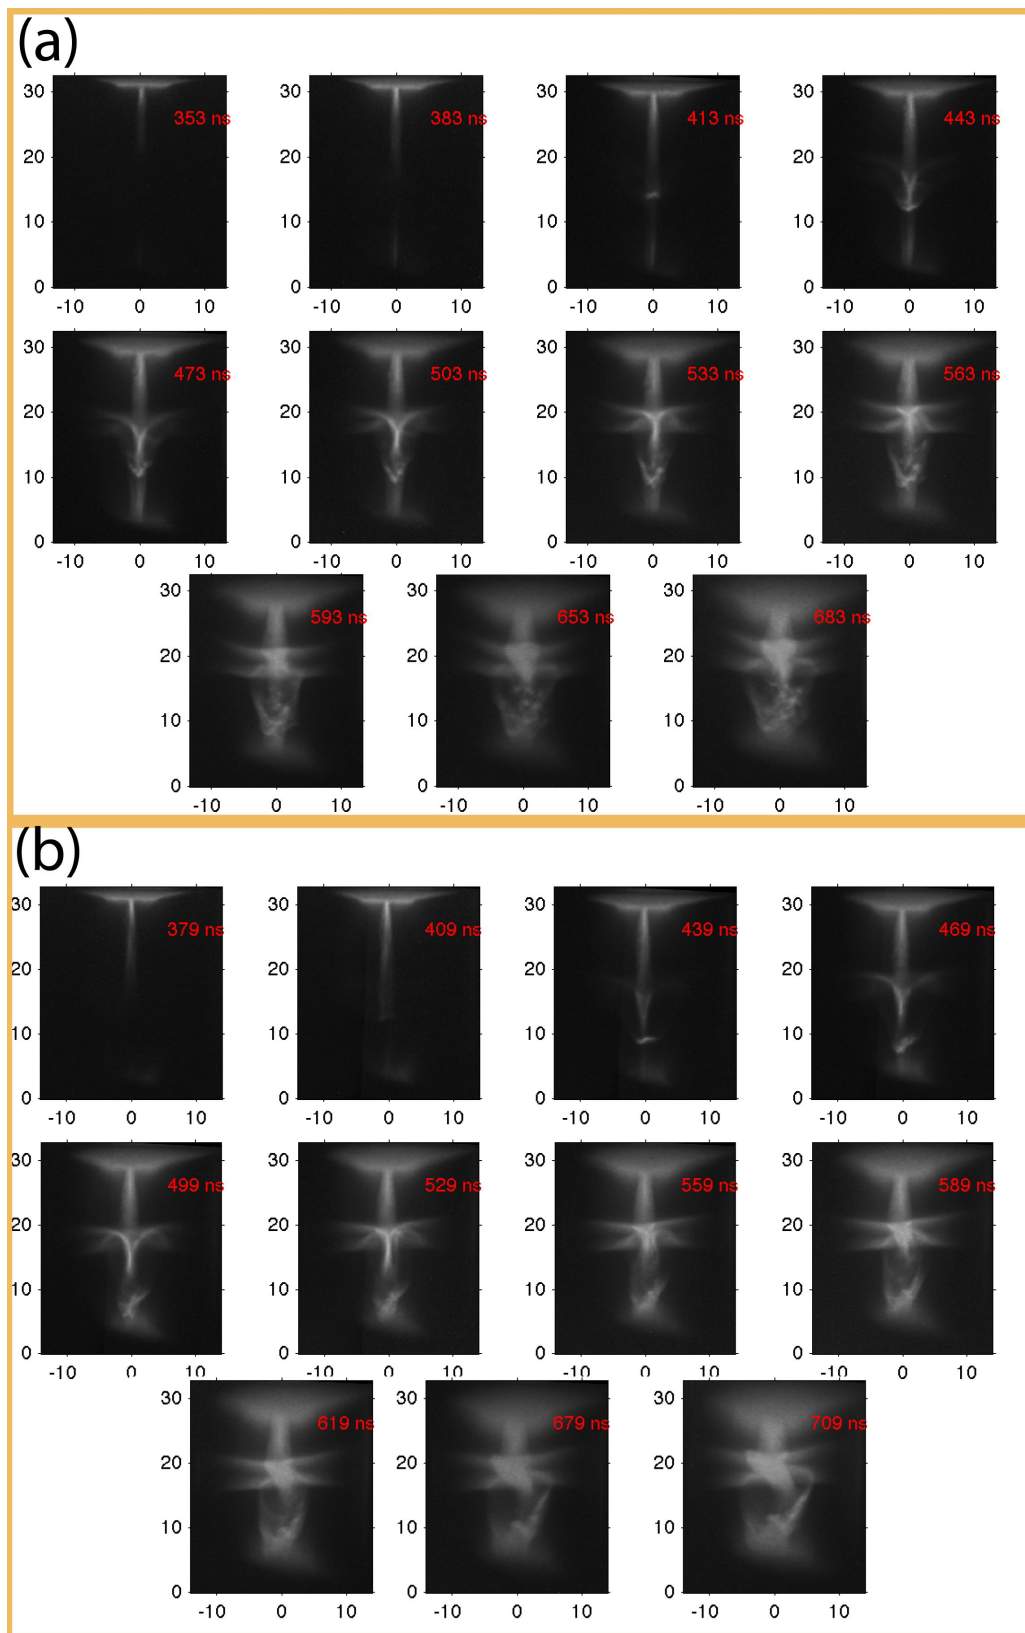 (a)
30 30 30 30
353 ns 383 ns 413 ns 443 ns
20 20 20 20
10 10 10 10
0 0 0 0
-10 0 10 -10 0 10 -10 0 10 -10 0 10
30 30 30 30
473 ns 503 ns 533 ns 563 ns
20 20 20 20
10 10 10 10
0 0 0 0
-10 0 10 -10 0 10 -10 0 10 -10 0 10
30 30 30
593 ns 653 ns 683 ns
20 20 20
10 10 10
0 0 0
-10 0 10 -10 0 10 -10 0 10
(b)
30 30 30 30
379 ns 409 ns 439 ns 469 ns
20 20 20 20
10 10 10 10
0 0 0 0
-10 0 10 -10 0 10 -10 0 10 -10 0 10
30 30 30 30
499 ns 529 ns 559 ns 589 ns
20 20 20 20
10 10 10 10
0 0 0 0
-10 0 10 -10 0 10 -10 0 10 -10 0 10
30 30 30
619 ns 679 ns 709 ns
20 20 20
10 10 10
0 0 0
-10 0 10 -10 0 10 -10 0 10